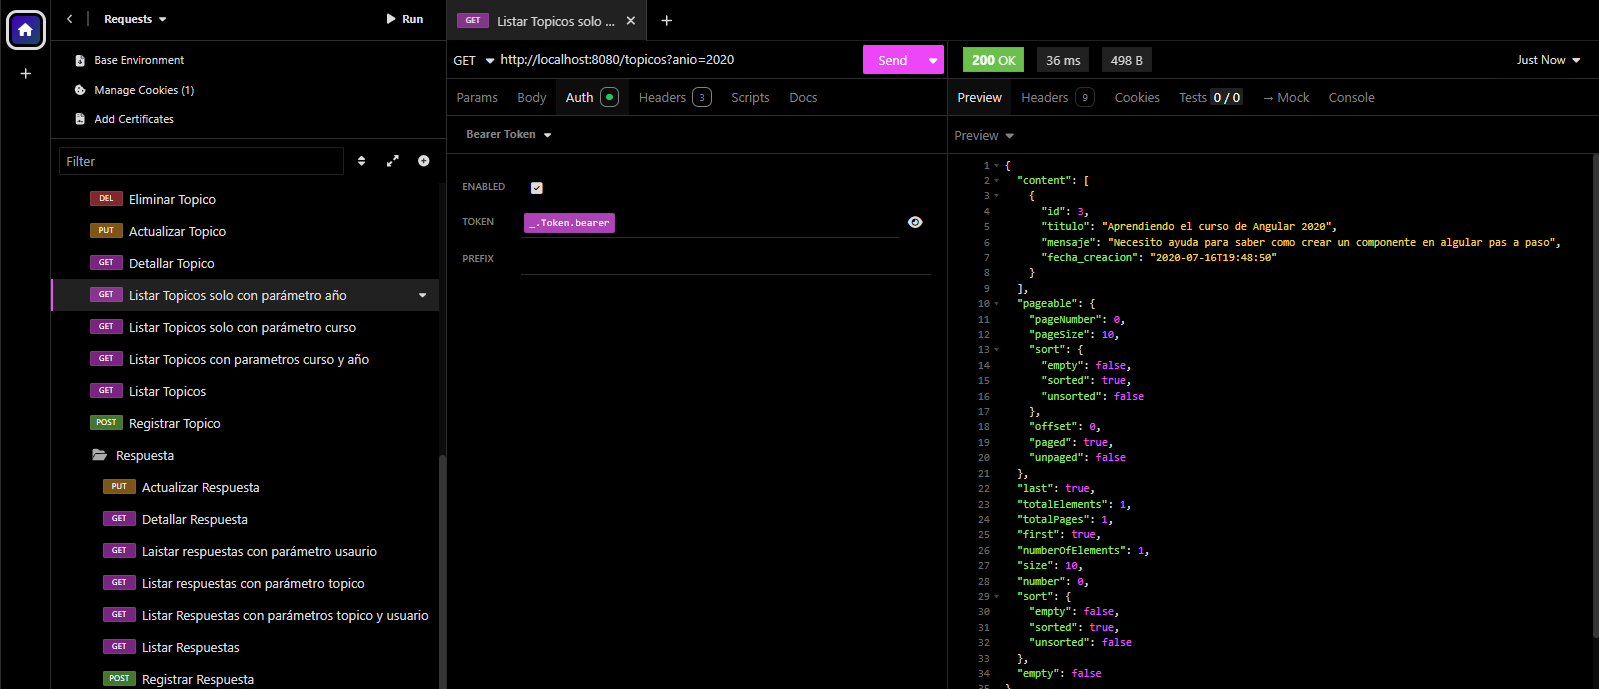 Requests
Run
Base Environment
Manage Cookies (1)
Add Certificates
Filter
DEL Eliminar Topico
PUT Actualizar Topico
GET Detallar Topico
GET Listar Topicos solo con parámetro año
GET Listar Topicos solo con parámetro curso
GET Listar Topicos con parametros curso y año
GET Listar Topicos
POST Registrar Topico
Respuesta
PUT Actualizar Respuesta
GET Detallar Respuesta
GET Laistar respuestas con parámetro usaurio
GET Listar respuestas con parámetro topico
GET Listar Respuestas con parámetros topico y usuario
GET Listar Respuestas
POST Registrar Respuesta
GET Listar Topicos solo ...
GET http://localhost:8080/topicos?anio=2020
Send
Params Body Auth Headers 3 Scripts Docs
Bearer Token
ENABLED
TOKEN _.Token.bearer
PREFIX
200 OK 36 ms 498 B Just Now
Preview Headers 9 Cookies Tests 0 / 0 → Mock Console
Preview
1 {
2 "content": [
3 {
4 "id": 3,
5 "titulo": "Aprendiendo el curso de Angular 2020",
6 "mensaje": "Necesito ayuda para saber como crear un componente en algular pas a paso",
7 "fecha_creacion": "2020-07-16T19:48:50"
8 }
9 ],
10 "pageable": {
11 "pageNumber": 0,
12 "pageSize": 10,
13 "sort": {
14 "empty": false,
15 "sorted": true,
16 "unsorted": false
17 },
18 "offset": 0,
19 "paged": true,
20 "unpaged": false
21 },
22 "last": true,
23 "totalElements": 1,
24 "totalPages": 1,
25 "first": true,
26 "numberOfElements": 1,
27 "size": 10,
28 "number": 0,
29 "sort": {
30 "empty": false,
31 "sorted": true,
32 "unsorted": false
33 },
34 "empty": false
35 }